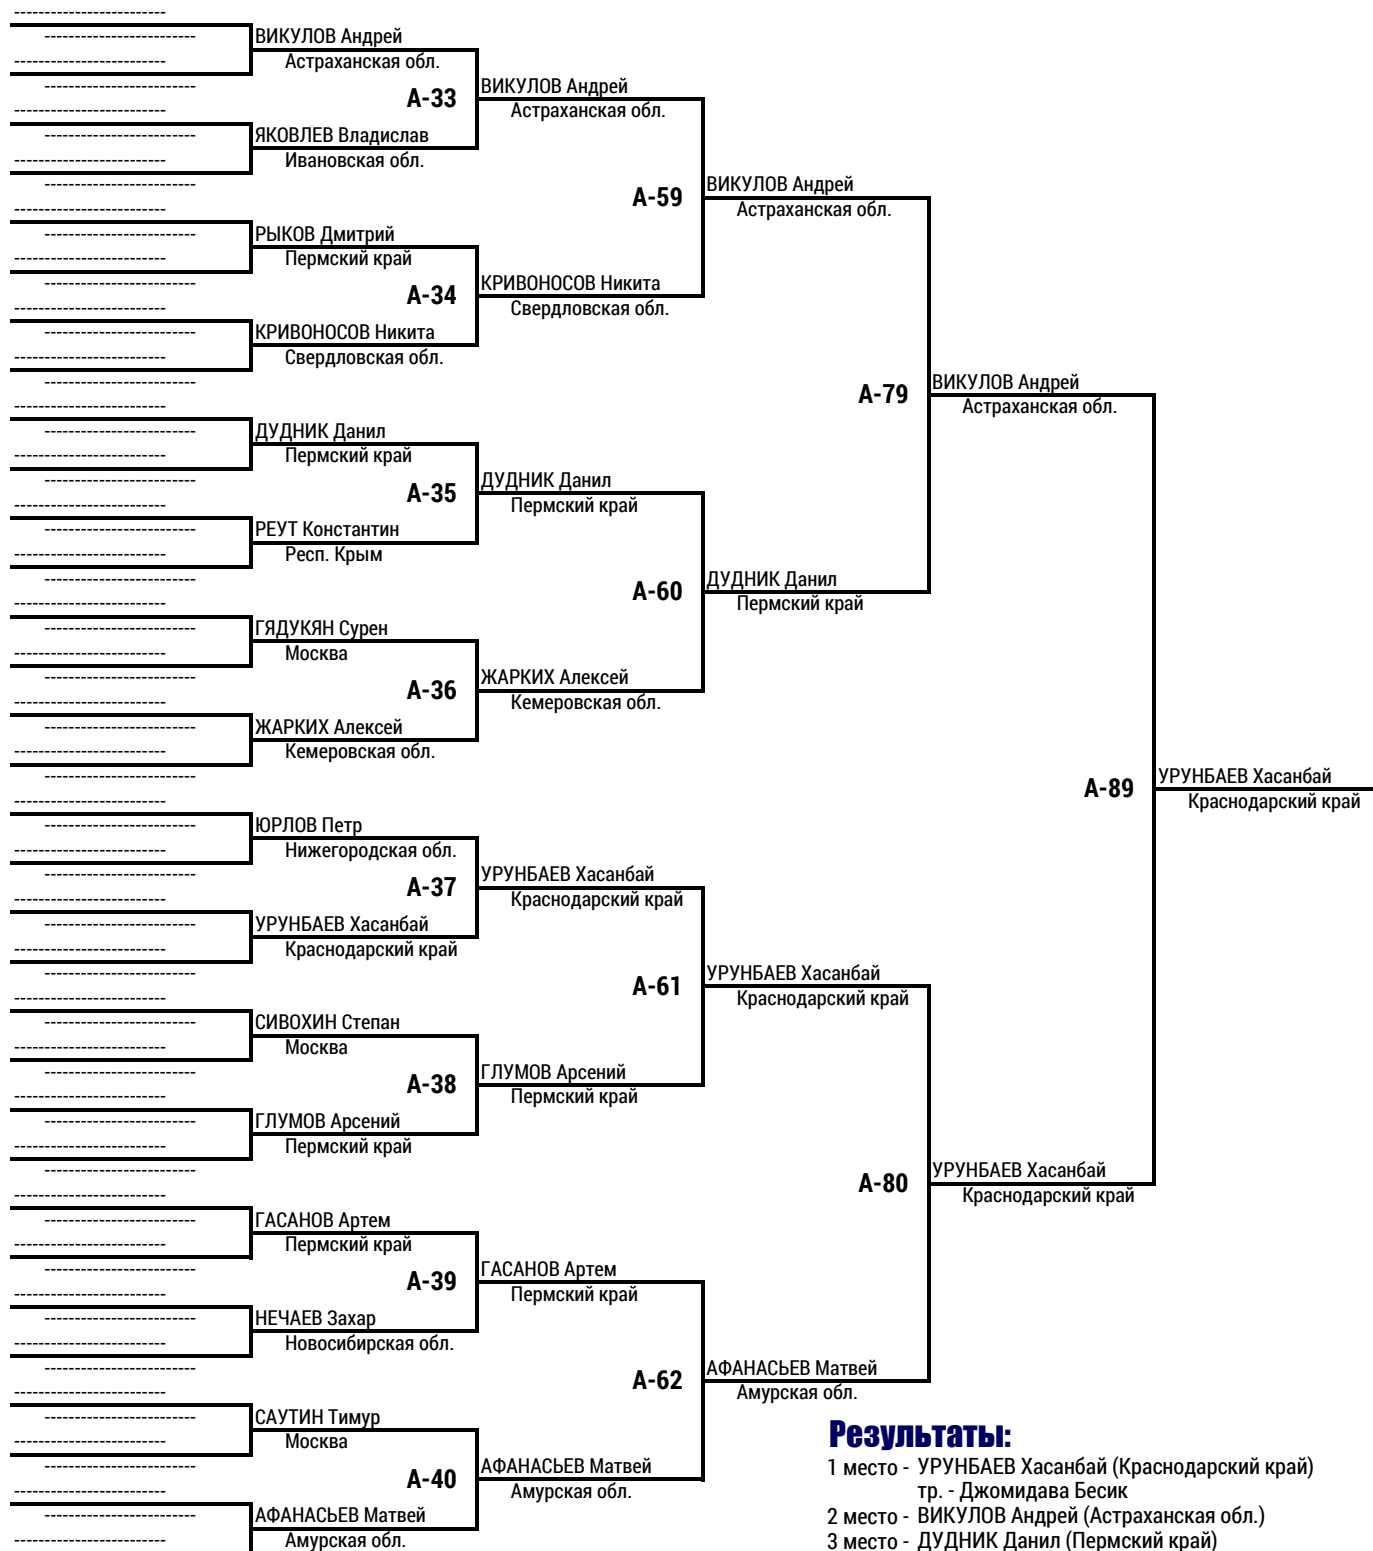 -------------------------
-------------------------
ВИКУЛОВ Андрей
-------------------------
Астраханская обл.
-------------------------
А-33
ВИКУЛОВ Андрей
Астраханская обл.
-------------------------
-------------------------
ЯКОВЛЕВ Владислав
-------------------------
Ивановская обл.
-------------------------
А-59
ВИКУЛОВ Андрей
Астраханская обл.
-------------------------
-------------------------
РЫКОВ Дмитрий
-------------------------
Пермский край
-------------------------
А-34
КРИВОНОСОВ Никита
Свердловская обл.
-------------------------
-------------------------
КРИВОНОСОВ Никита
-------------------------
Свердловская обл.
-------------------------
А-79
ВИКУЛОВ Андрей
Астраханская обл.
-------------------------
-------------------------
ДУДНИК Данил
-------------------------
Пермский край
-------------------------
А-35
ДУДНИК Данил
Пермский край
-------------------------
-------------------------
РЕУТ Константин
-------------------------
Респ. Крым
-------------------------
А-60
ДУДНИК Данил
Пермский край
-------------------------
-------------------------
ГЯДУКЯН Сурен
-------------------------
Москва
-------------------------
А-36
ЖАРКИХ Алексей
Кемеровская обл.
-------------------------
-------------------------
ЖАРКИХ Алексей
-------------------------
Кемеровская обл.
-------------------------
А-89
УРУНБАЕВ Хасанбай
Краснодарский край
-------------------------
-------------------------
ЮРЛОВ Петр
-------------------------
Нижегородская обл.
-------------------------
А-37
УРУНБАЕВ Хасанбай
Краснодарский край
-------------------------
-------------------------
УРУНБАЕВ Хасанбай
-------------------------
Краснодарский край
-------------------------
А-61
УРУНБАЕВ Хасанбай
Краснодарский край
-------------------------
-------------------------
СИВОХИН Степан
-------------------------
Москва
-------------------------
А-38
ГЛУМОВ Арсений
Пермский край
-------------------------
-------------------------
ГЛУМОВ Арсений
-------------------------
Пермский край
-------------------------
А-80
УРУНБАЕВ Хасанбай
Краснодарский край
-------------------------
-------------------------
ГАСАНОВ Артем
-------------------------
Пермский край
-------------------------
А-39
ГАСАНОВ Артем
Пермский край
-------------------------
-------------------------
НЕЧАЕВ Захар
-------------------------
Новосибирская обл.
-------------------------
А-62
АФАНАСЬЕВ Матвей
Амурская обл.
-------------------------
-------------------------
САУТИН Тимур
-------------------------
Москва
-------------------------
А-40
АФАНАСЬЕВ Матвей
Амурская обл.
-------------------------
-------------------------
АФАНАСЬЕВ Матвей
-------------------------
Амурская обл.
Результаты:
1 место - УРУНБАЕВ Хасанбай (Краснодарский край)
тр. - Джомидава Бесик
2 место - ВИКУЛОВ Андрей (Астраханская обл.)
3 место - ДУДНИК Данил (Пермский край)